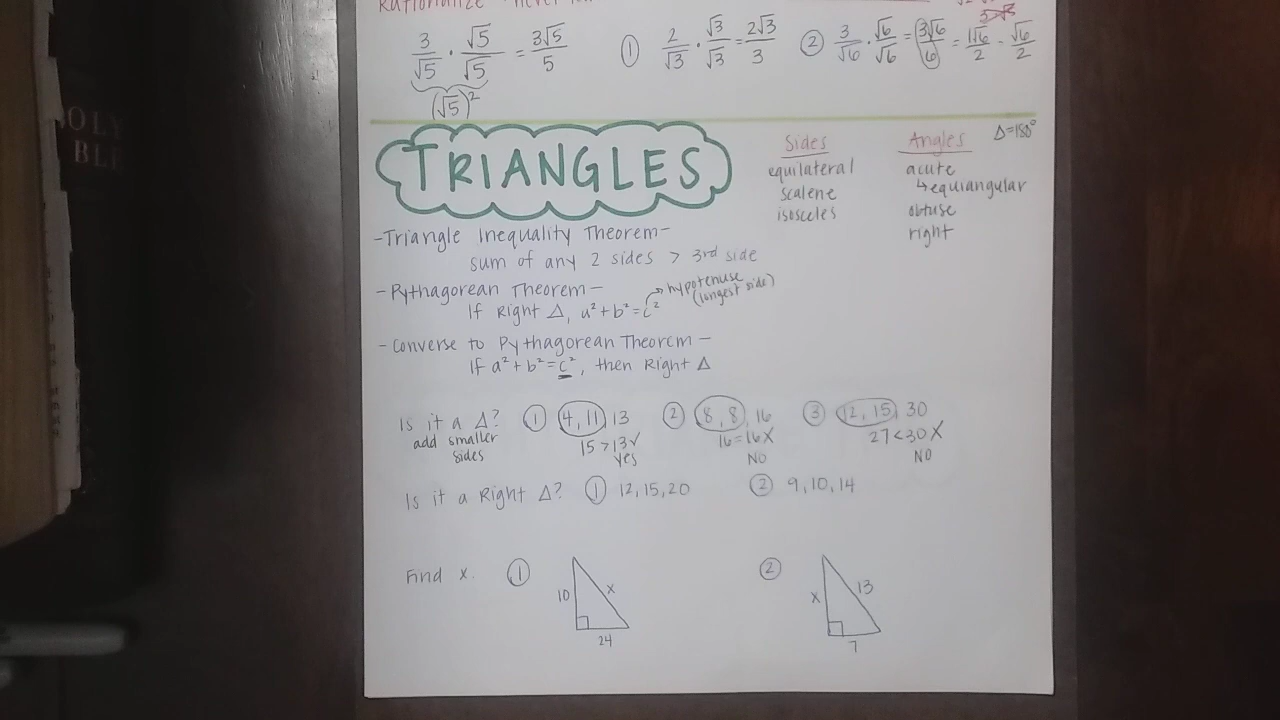 Rationalize
3/√5 · √5/√5 = 3√5/5
(√5)²
① 2/√3 · √3/√3 = 2√3/3
② 3/√6 · √6/√6 = 3√6/6 = 1√6/2 = √6/2
TRIANGLES
Sides
equilateral
scalene
isosceles
Angles
Δ=180°
acute
↳equiangular
obtuse
right
-Triangle Inequality Theorem-
sum of any 2 sides > 3rd side
-Pythagorean Theorem-
If Right Δ, a²+b²=c²
hypotenuse
(longest side)
-Converse to Pythagorean Theorem-
If a²+b²=c², then Right Δ
Is it a Δ? ① 4,11,13 ② 8,8,16 ③ 12,15,30
add smaller
sides
15>13✓ 16=16X 27<30X
Yes NO NO
Is it a Right Δ? ① 12,15,20 ② 9,10,14
Find x. ① ②
10 x 24
x 13 7